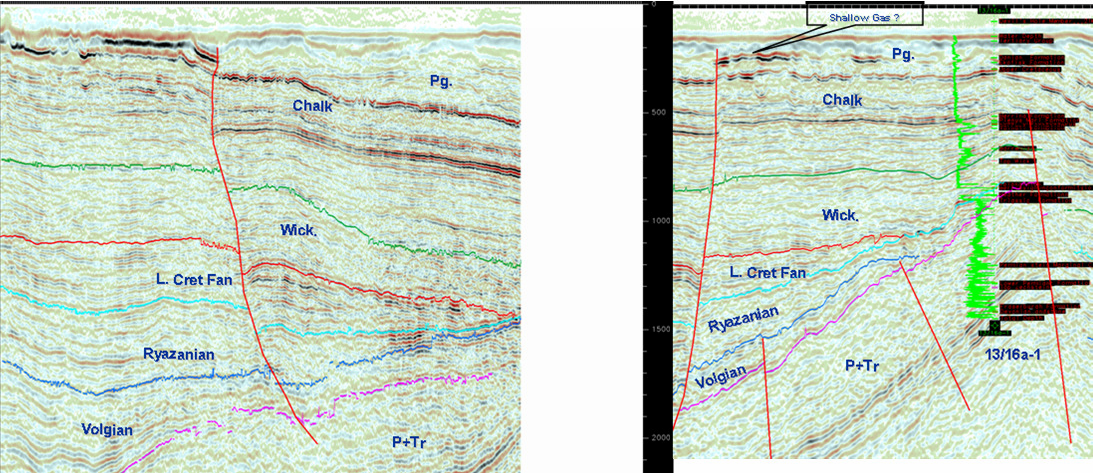 Pg.
Chalk
Wick.
L. Cret Fan
Ryazanian
Volgian
P+Tr
0
500
1000
1500
2000
Shallow Gas ?
Pg.
Chalk
Wick.
L. Cret Fan
Ryazanian
Volgian
P+Tr
13/16a-1